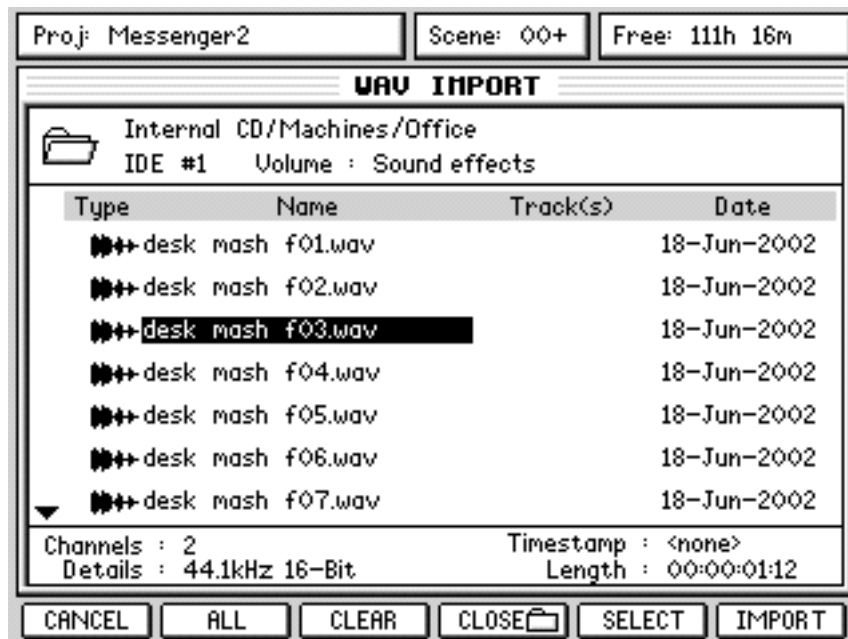 Proj: Messenger2 Scene: 00+ Free: 111h 16m
WAV IMPORT
Internal CD/Machines/Office
IDE #1 Volume : Sound effects
Type Name Track(s) Date
desk mash f01.wav 18-Jun-2002
desk mash f02.wav 18-Jun-2002
desk mash f03.wav 18-Jun-2002
desk mash f04.wav 18-Jun-2002
desk mash f05.wav 18-Jun-2002
desk mash f06.wav 18-Jun-2002
desk mash f07.wav 18-Jun-2002
Channels : 2 Timestamp : <none>
Details : 44.1kHz 16-Bit Length : 00:00:01:12
CANCEL ALL CLEAR CLOSE SELECT IMPORT